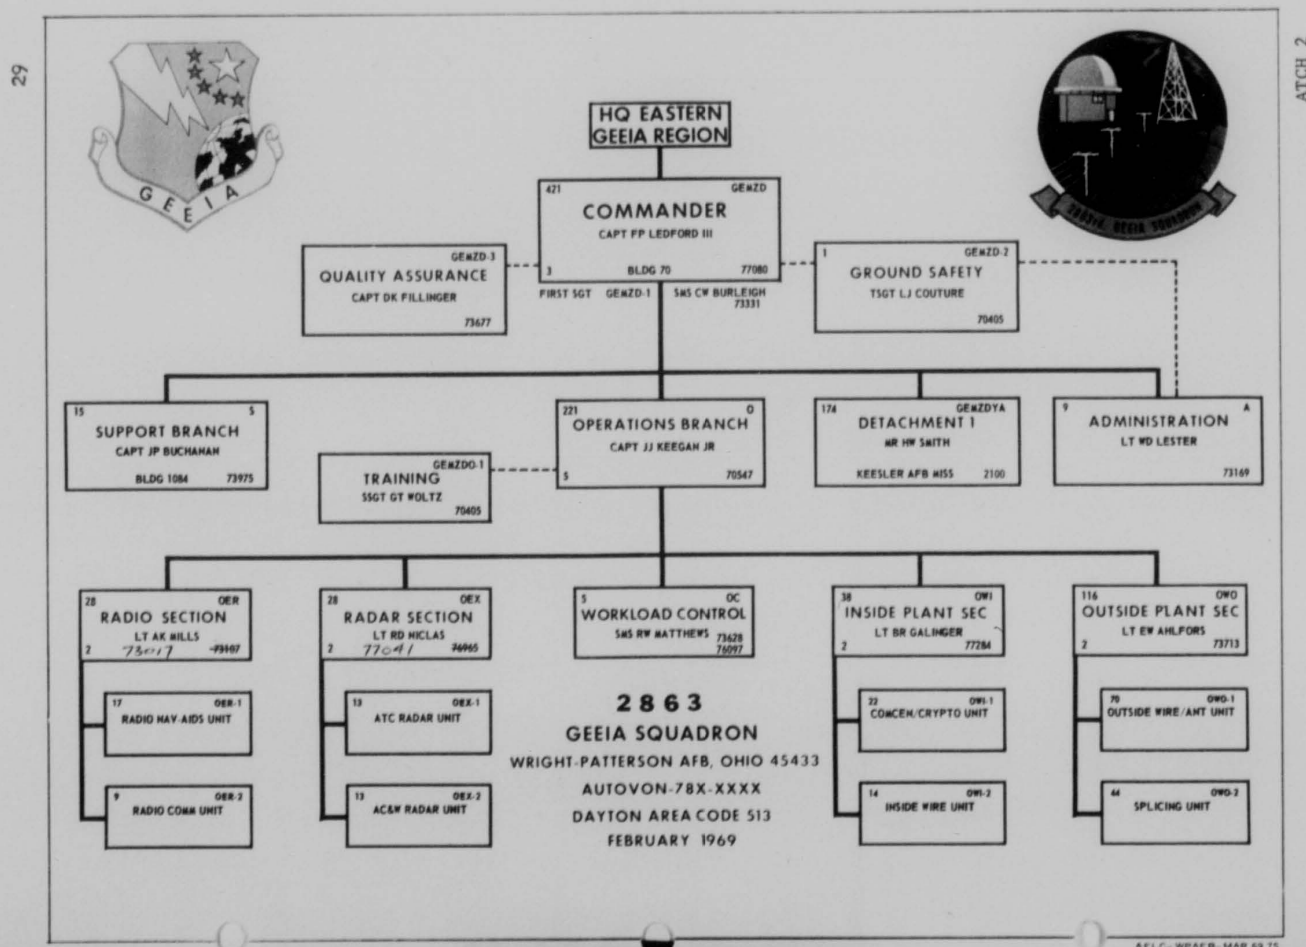 29
ATCH 2
GEEIA
2863rd. GEEIA SQUADRON
HQ EASTERN
GEEIA REGION
421 GEMZD
COMMANDER
CAPT FP LEDFORD III
3 BLDG 70 77080
FIRST SGT GEMZD-1 SMS CW BURLEIGH
73331
GEMZD-3
QUALITY ASSURANCE
CAPT DK FILLINGER
73677
1 GEMZD-2
GROUND SAFETY
TSGT LJ COUTURE
70405
15 S
SUPPORT BRANCH
CAPT JP BUCHANAN
BLDG 1084 73975
221 O
OPERATIONS BRANCH
CAPT JJ KEEGAN JR
5 70547
174 GEMZDYA
DETACHMENT 1
MR HW SMITH
KEESLER AFB MISS 2100
9 A
ADMINISTRATION
LT WD LESTER
73169
GEMZDO-1
TRAINING
SSGT GT WOLTZ
70405
28 OER
RADIO SECTION
LT AK MILLS
2 73017 73107
28 OEX
RADAR SECTION
LT RD NICLAS
2 77041 76965
5 OC
WORKLOAD CONTROL
SMS RW MATTHEWS 73628
76097
38 OWI
INSIDE PLANT SEC
LT BR GALINGER
2 77284
116 OWO
OUTSIDE PLANT SEC
LT EW AHLFORS
2 73713
17 OER-1
RADIO NAV-AIDS UNIT
9 OER-2
RADIO COMM UNIT
13 OEX-1
ATC RADAR UNIT
13 OEX-2
AC&W RADAR UNIT
22 OWI-1
COMCEN/CRYPTO UNIT
14 OWI-2
INSIDE WIRE UNIT
70 OWO-1
OUTSIDE WIRE/ANT UNIT
44 OWO-2
SPLICING UNIT
2863
GEEIA SQUADRON
WRIGHT-PATTERSON AFB, OHIO 45433
AUTOVON-78X-XXXX
DAYTON AREA CODE 513
FEBRUARY 1969
AFLC-WPAFB-MAR 69 75